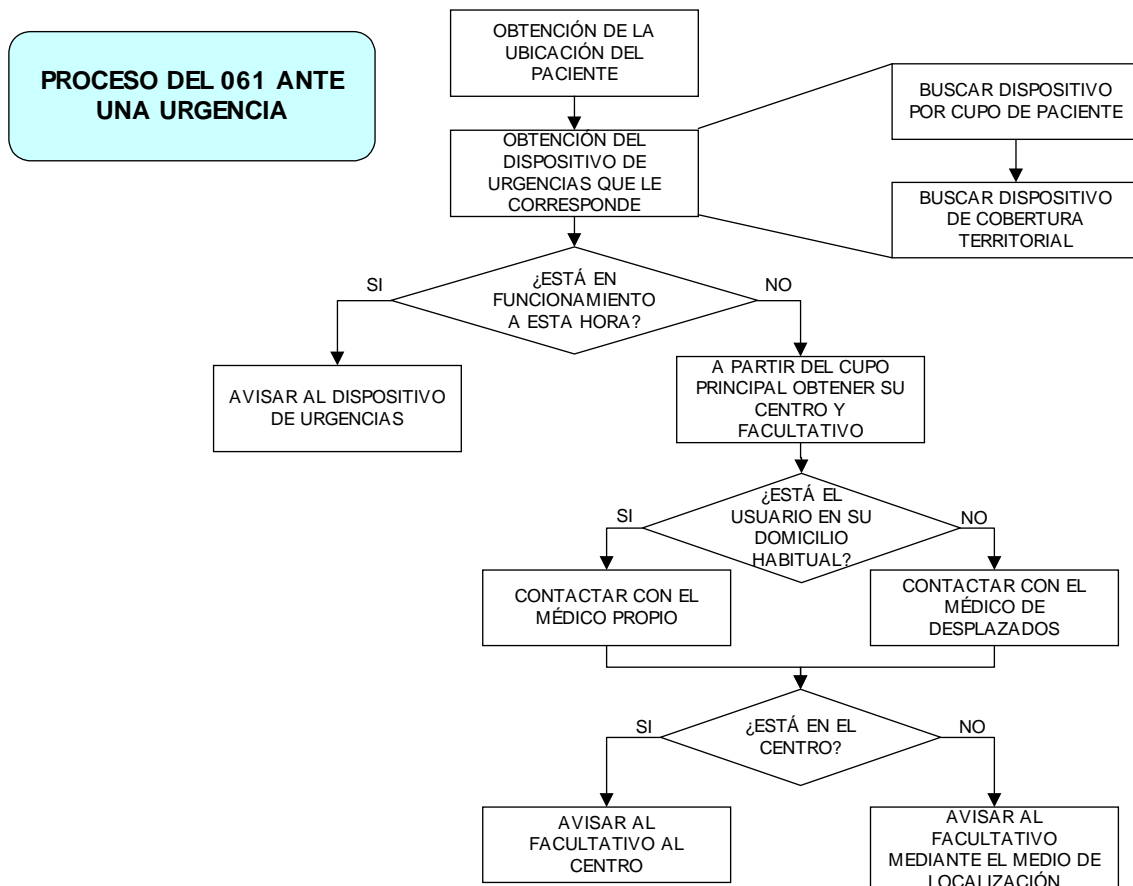 PROCESO DEL 061 ANTE
UNA URGENCIA
OBTENCIÓN DE LA
UBICACIÓN DEL
PACIENTE
OBTENCIÓN DEL
DISPOSITIVO DE
URGENCIAS QUE LE
CORRESPONDE
BUSCAR DISPOSITIVO
POR CUPO DE PACIENTE
BUSCAR DISPOSITIVO
DE COBERTURA
TERRITORIAL
¿ESTÁ EN
FUNCIONAMIENTO
A ESTA HORA?
SI
NO
AVISAR AL DISPOSITIVO
DE URGENCIAS
A PARTIR DEL CUPO
PRINCIPAL OBTENER SU
CENTRO Y
FACULTATIVO
¿ESTÁ EL
USUARIO EN SU
DOMICILIO
HABITUAL?
SI
NO
CONTACTAR CON EL
MÉDICO PROPIO
CONTACTAR CON EL
MÉDICO DE
DESPLAZADOS
¿ESTÁ EN EL
CENTRO?
SI
NO
AVISAR AL
FACULTATIVO AL
CENTRO
AVISAR AL
FACULTATIVO
MEDIANTE EL MEDIO DE
LOCALIZACIÓN